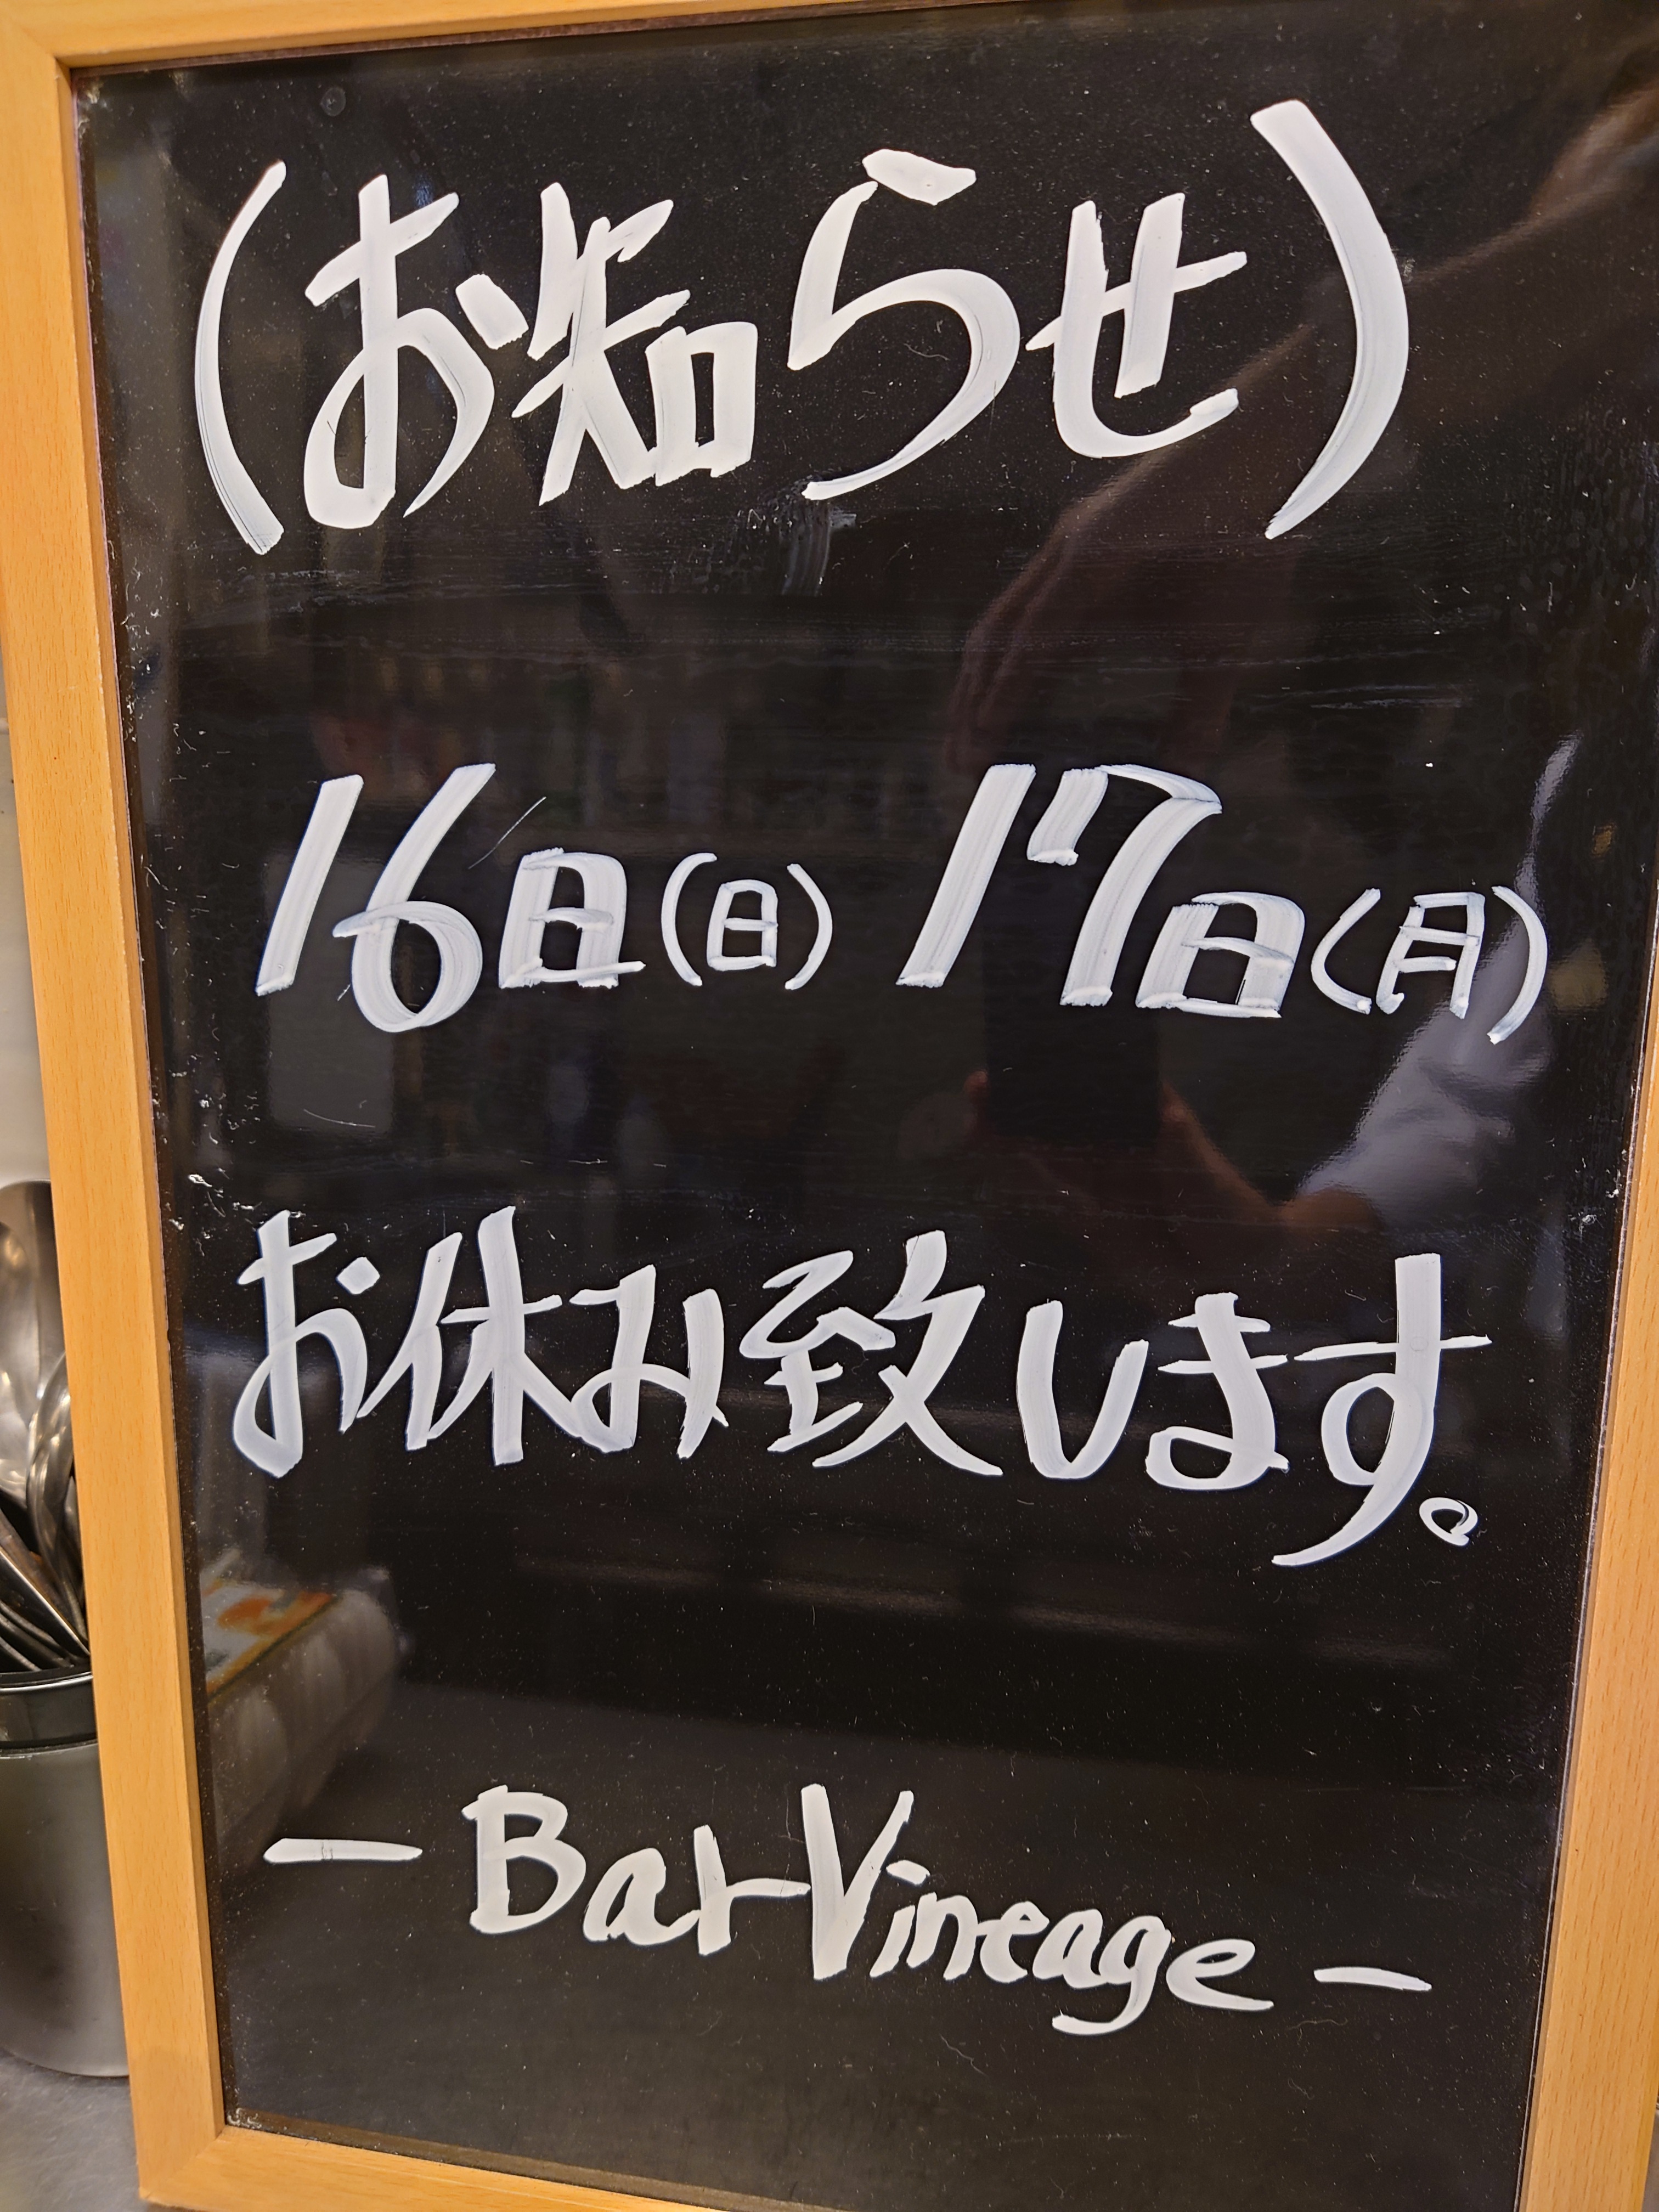 (お知らせ)
16日(日) 17日(月)
お休み致します。
- Bar Vineage -